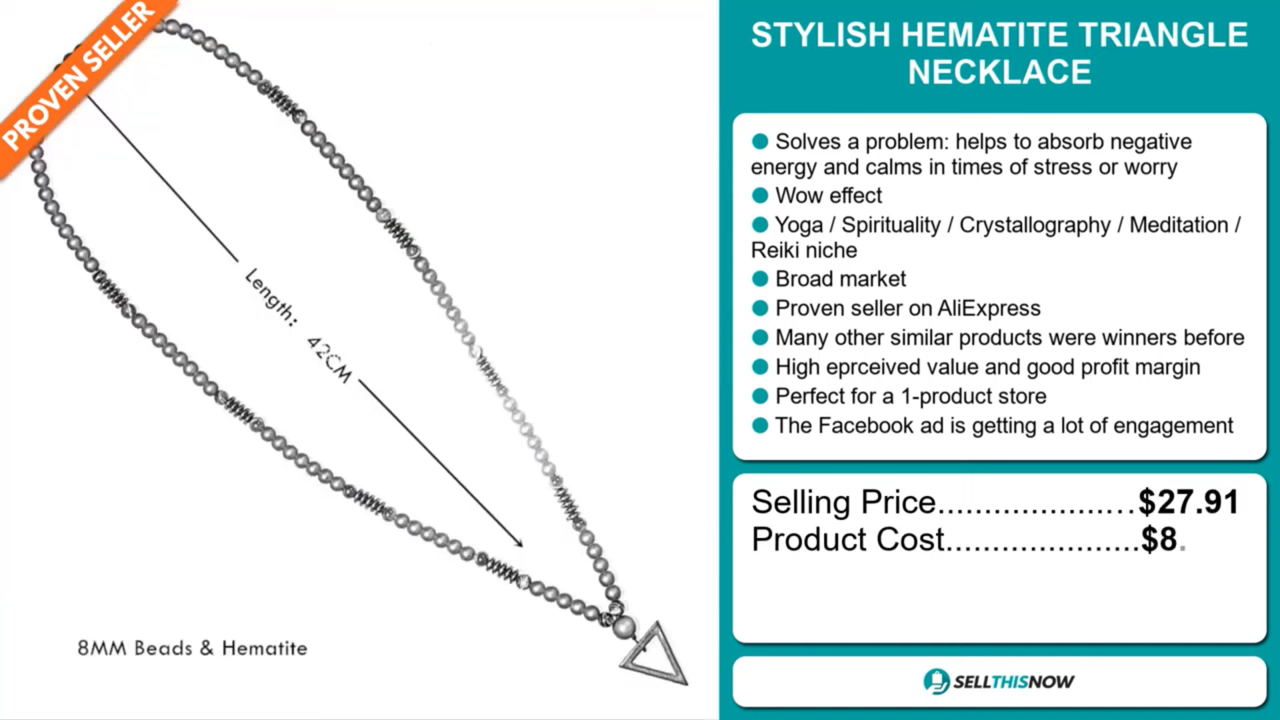 PROVEN SELLER
Length: 42CM
8MM Beads & Hematite
STYLISH HEMATITE TRIANGLE
NECKLACE
● Solves a problem: helps to absorb negative
energy and calms in times of stress or worry
● Wow effect
● Yoga / Spirituality / Crystallography / Meditation /
Reiki niche
● Broad market
● Proven seller on AliExpress
● Many other similar products were winners before
● High eprceived value and good profit margin
● Perfect for a 1-product store
● The Facebook ad is getting a lot of engagement
Selling Price.....................$27.91
Product Cost.....................$8.
SELLTHISNOW